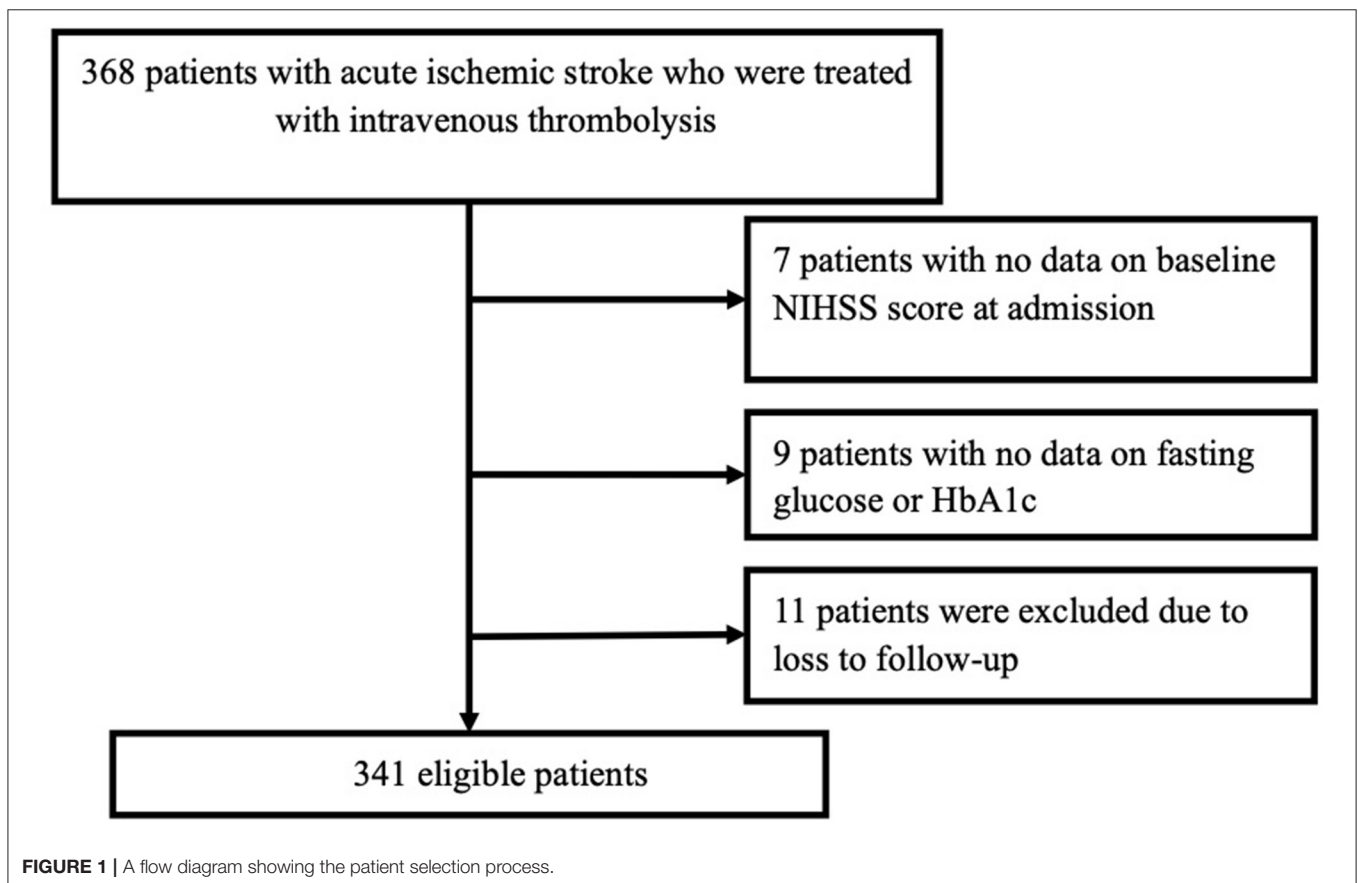 368 patients with acute ischemic stroke who were treated
with intravenous thrombolysis
7 patients with no data on baseline
NIHSS score at admission
9 patients with no data on fasting
glucose or HbA1c
11 patients were excluded due to
loss to follow-up
341 eligible patients
FIGURE 1 | A flow diagram showing the patient selection process.